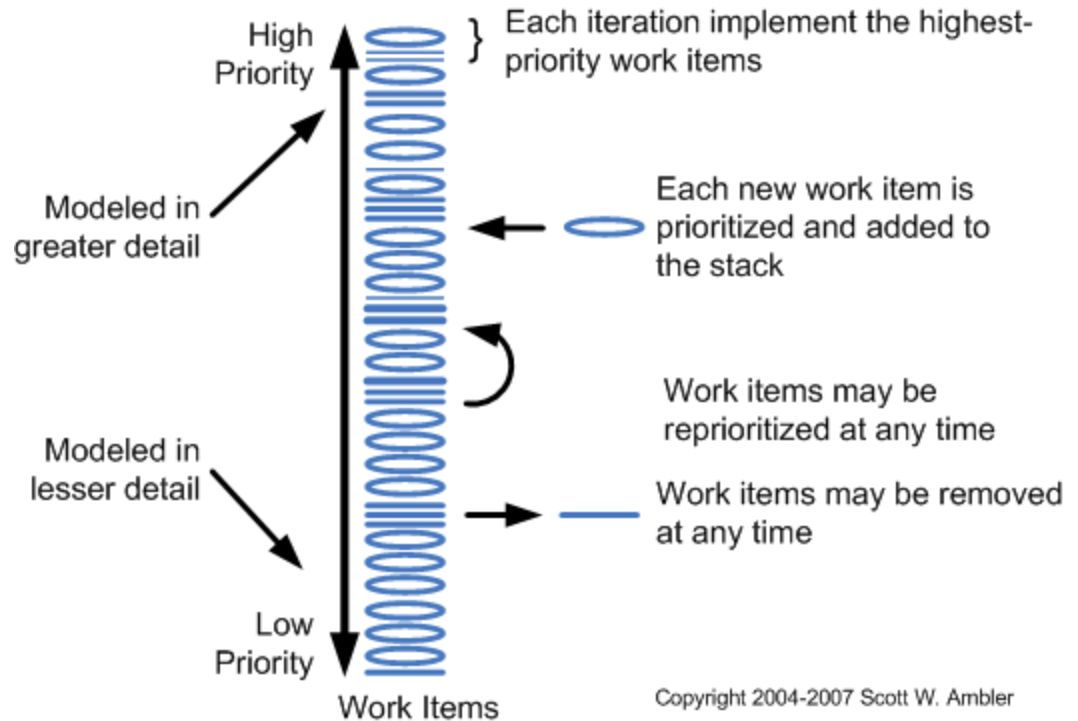 High
Priority
Each iteration implement the highest-
priority work items
Modeled in
greater detail
Each new work item is
prioritized and added to
the stack
Work items may be
reprioritized at any time
Modeled in
lesser detail
Work items may be removed
at any time
Low
Priority
Work Items
Copyright 2004-2007 Scott W. Ambler